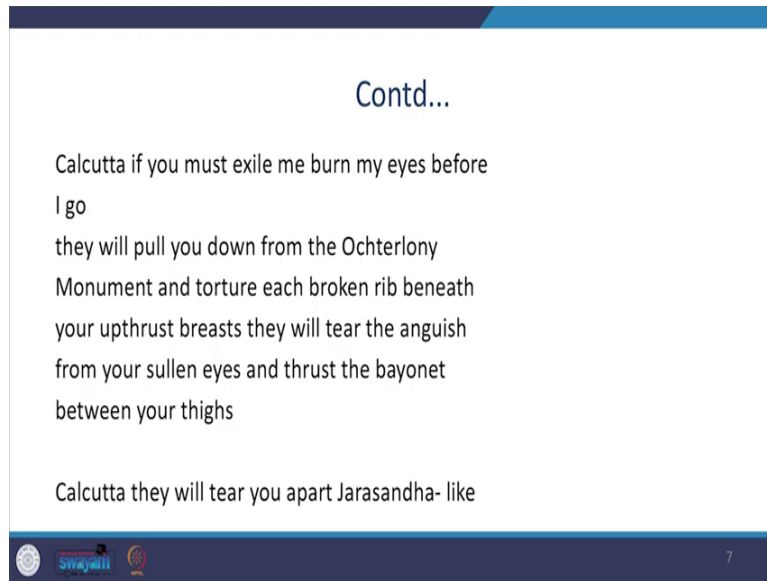 Contd...
Calcutta if you must exile me burn my eyes before
I go
they will pull you down from the Ochterlony
Monument and torture each broken rib beneath
your upthrust breasts they will tear the anguish
from your sullen eyes and thrust the bayonet
between your thighs
Calcutta they will tear you apart Jarasandha- like
swayam
7